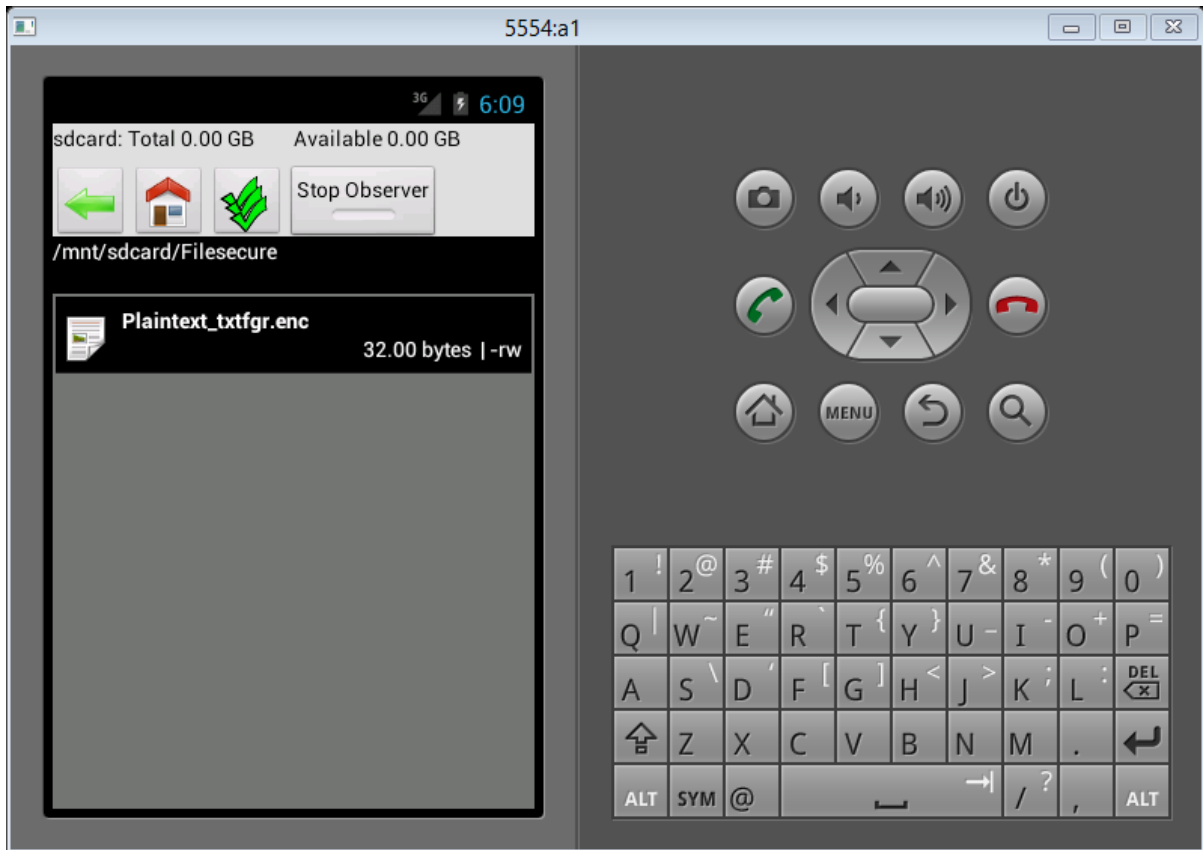 5554:a1
3G 6:09
sdcard: Total 0.00 GB Available 0.00 GB
Stop Observer
/mnt/sdcard/Filesecure
Plaintext_txtfgr.enc
32.00 bytes | -rw
MENU
1 ! 2 @ 3 # 4 $ 5 % 6 ^ 7 & 8 * 9 ( 0 )
Q | W ~ E " R ` T { Y } U _ I - O + P =
A S \ D ' F [ G ] H < J > K ; L : DEL
Z X C V B N M .
ALT SYM @ / ? , ALT